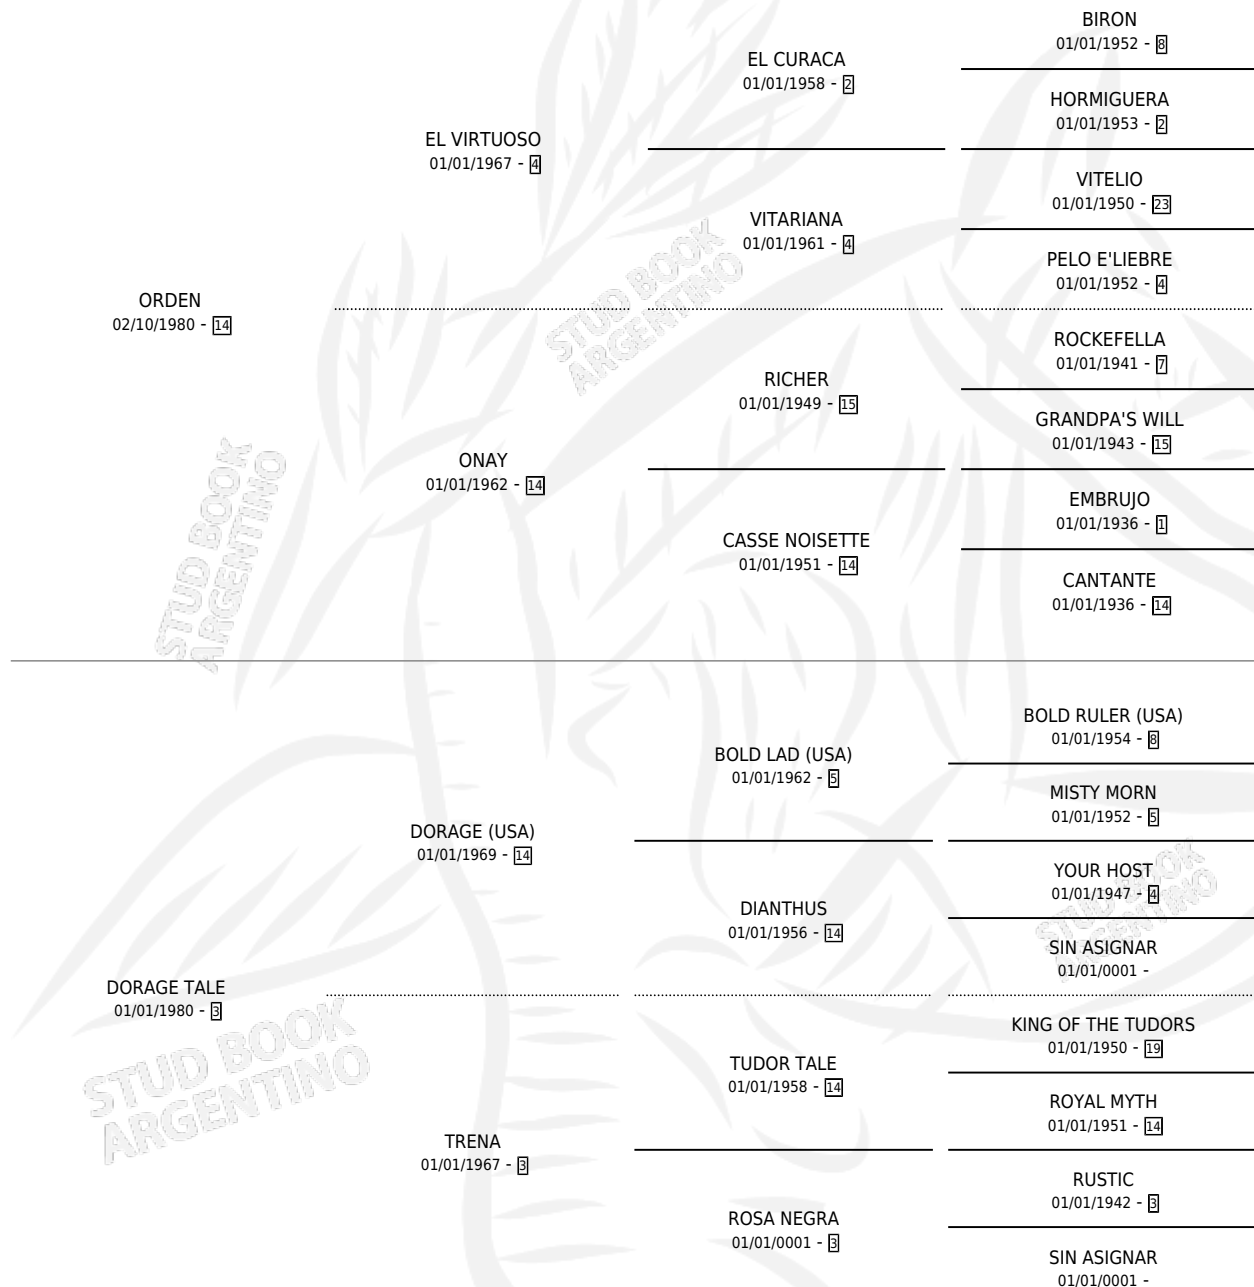 BIRON
01/01/1952 - 8
EL CURACA
01/01/1958 - 2
HORMIGUERA
01/01/1953 - 2
EL VIRTUOSO
01/01/1967 - 4
VITELIO
01/01/1950 - 23
VITARIANA
01/01/1961 - 4
PELO E'LIEBRE
01/01/1952 - 4
ORDEN
02/10/1980 - 14
ROCKEFELLA
01/01/1941 - 7
RICHER
01/01/1949 - 15
GRANDPA'S WILL
01/01/1943 - 15
ONAY
01/01/1962 - 14
EMBRUJO
01/01/1936 - 1
CASSE NOISETTE
01/01/1951 - 14
CANTANTE
01/01/1936 - 14
BOLD RULER (USA)
01/01/1954 - 8
BOLD LAD (USA)
01/01/1962 - 5
MISTY MORN
01/01/1952 - 5
DORAGE (USA)
01/01/1969 - 14
YOUR HOST
01/01/1947 - 4
DIANTHUS
01/01/1956 - 14
SIN ASIGNAR
01/01/0001 -
DORAGE TALE
01/01/1980 - 3
KING OF THE TUDORS
01/01/1950 - 19
TUDOR TALE
01/01/1958 - 14
ROYAL MYTH
01/01/1951 - 14
TRENA
01/01/1967 - 3
RUSTIC
01/01/1942 - 3
ROSA NEGRA
01/01/0001 - 3
SIN ASIGNAR
01/01/0001 -
STUD BOOK
ARGENTINO
STUD BOOK
ARGENTINO
STUD BOOK
ARGENTINO
STUD BOOK
ARGENTINO